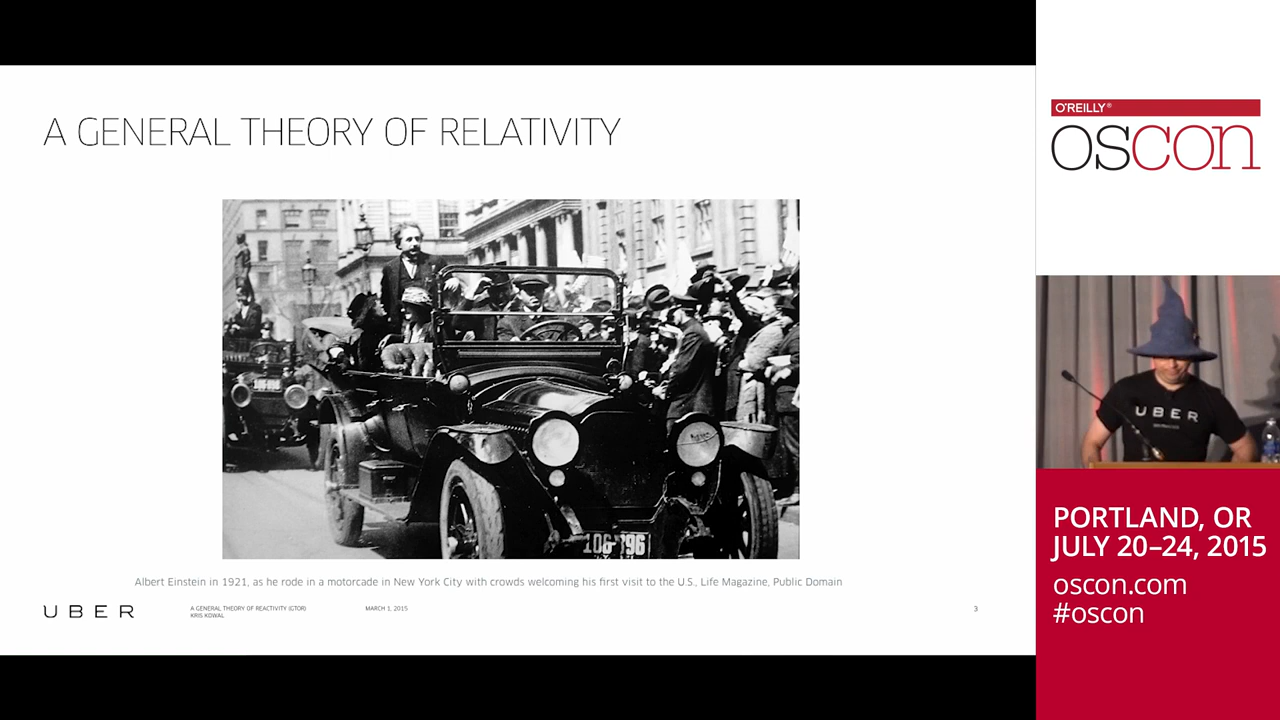 A GENERAL THEORY OF RELATIVITY
Albert Einstein in 1921, as he rode in a motorcade in New York City with crowds welcoming his first visit to the U.S., Life Magazine, Public Domain
UBER
A GENERAL THEORY OF REACTIVITY (GTOR)
KRIS KOWAL
MARCH 1, 2015
3
O'REILLY®
OSCON
UBER
PORTLAND, OR
JULY 20–24, 2015
oscon.com
#oscon